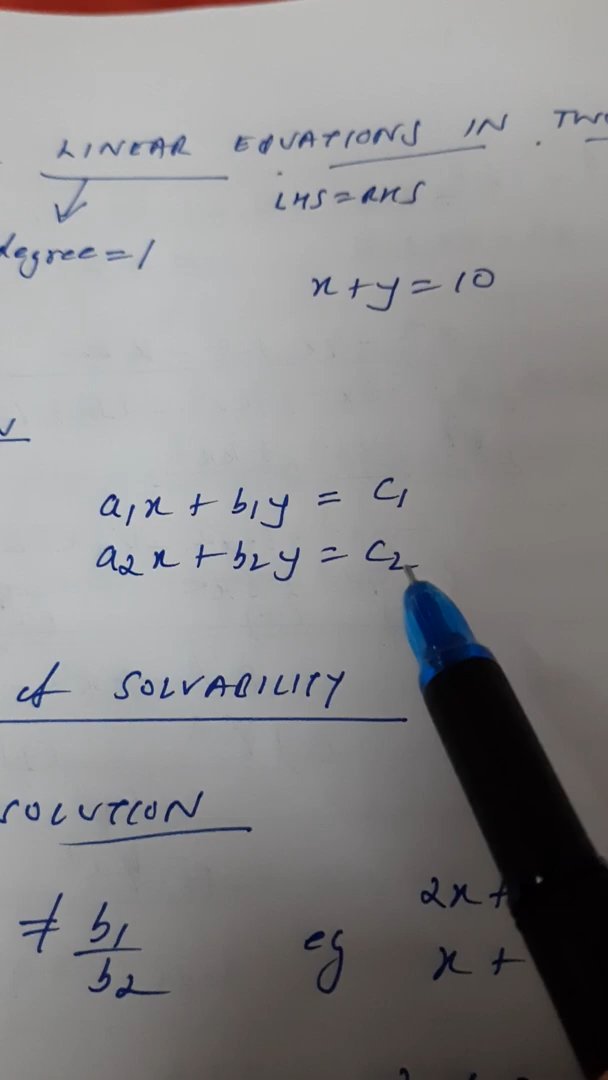 LINEAR EQUATIONS IN TWO
LHS=RHS
degree=1
x+y=10
a₁x + b₁y = c₁
a₂x + b₂y = c₂
of SOLVABILITY
SOLUTION
≠ b₁/b₂ eg 2x+
x +